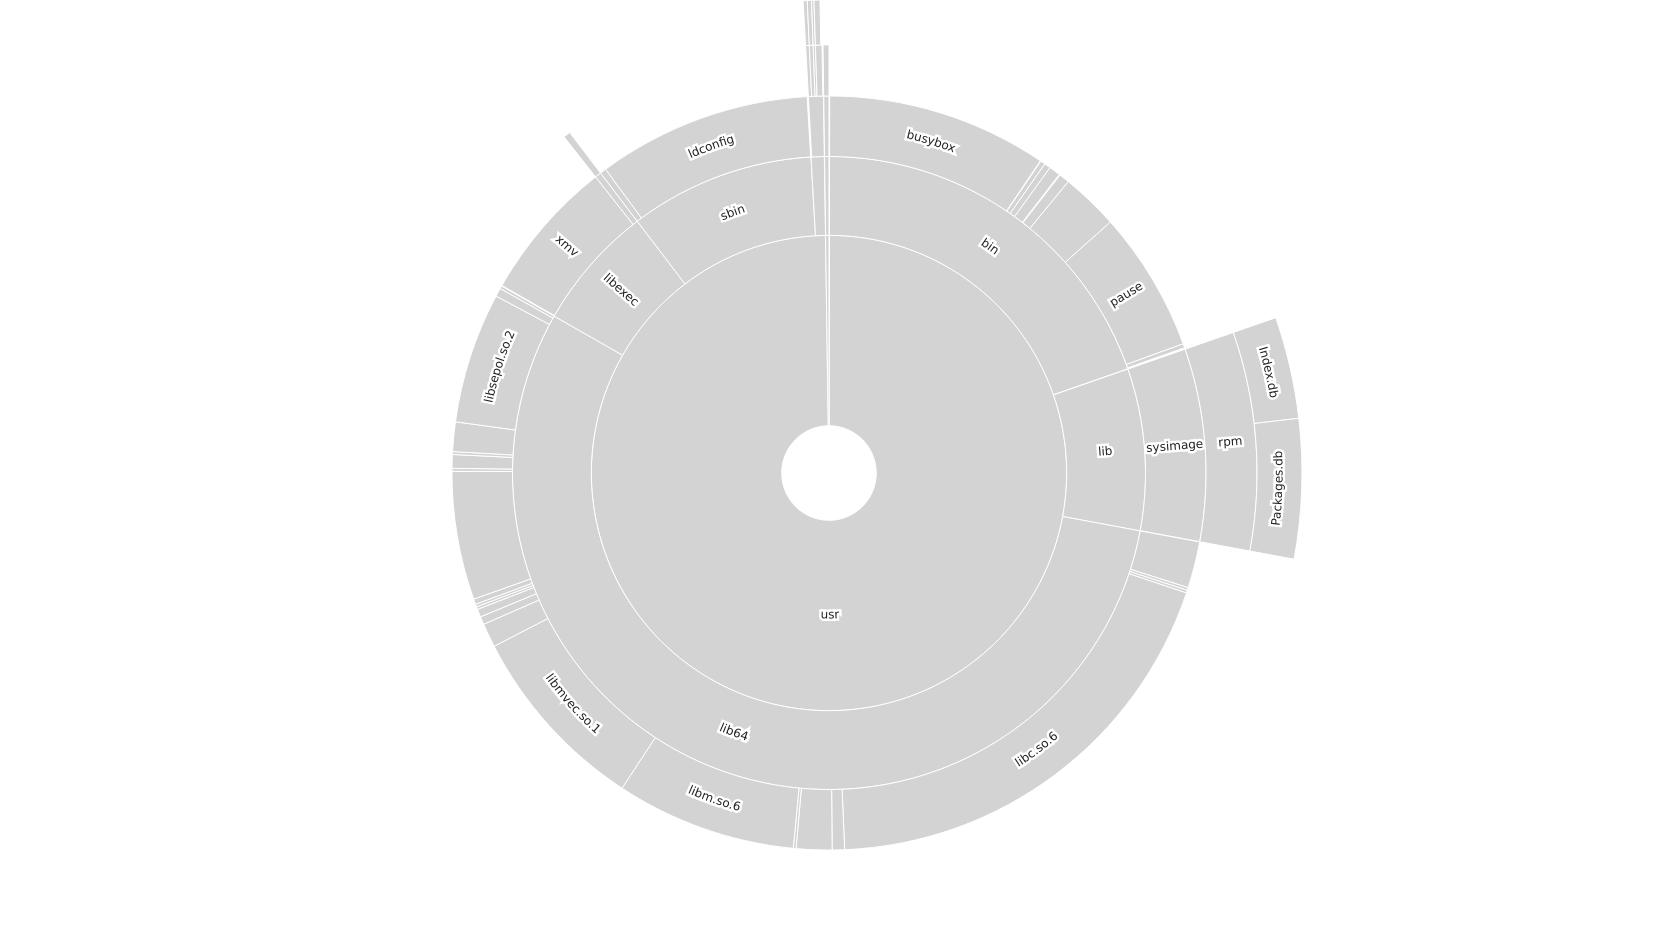 busybox
ldconfig
sbin
bin
xmv
libexec
pause
libsepol.so.2
Index.db
lib
sysimage
rpm
Packages.db
usr
libmvec.so.1
lib64
libc.so.6
libm.so.6